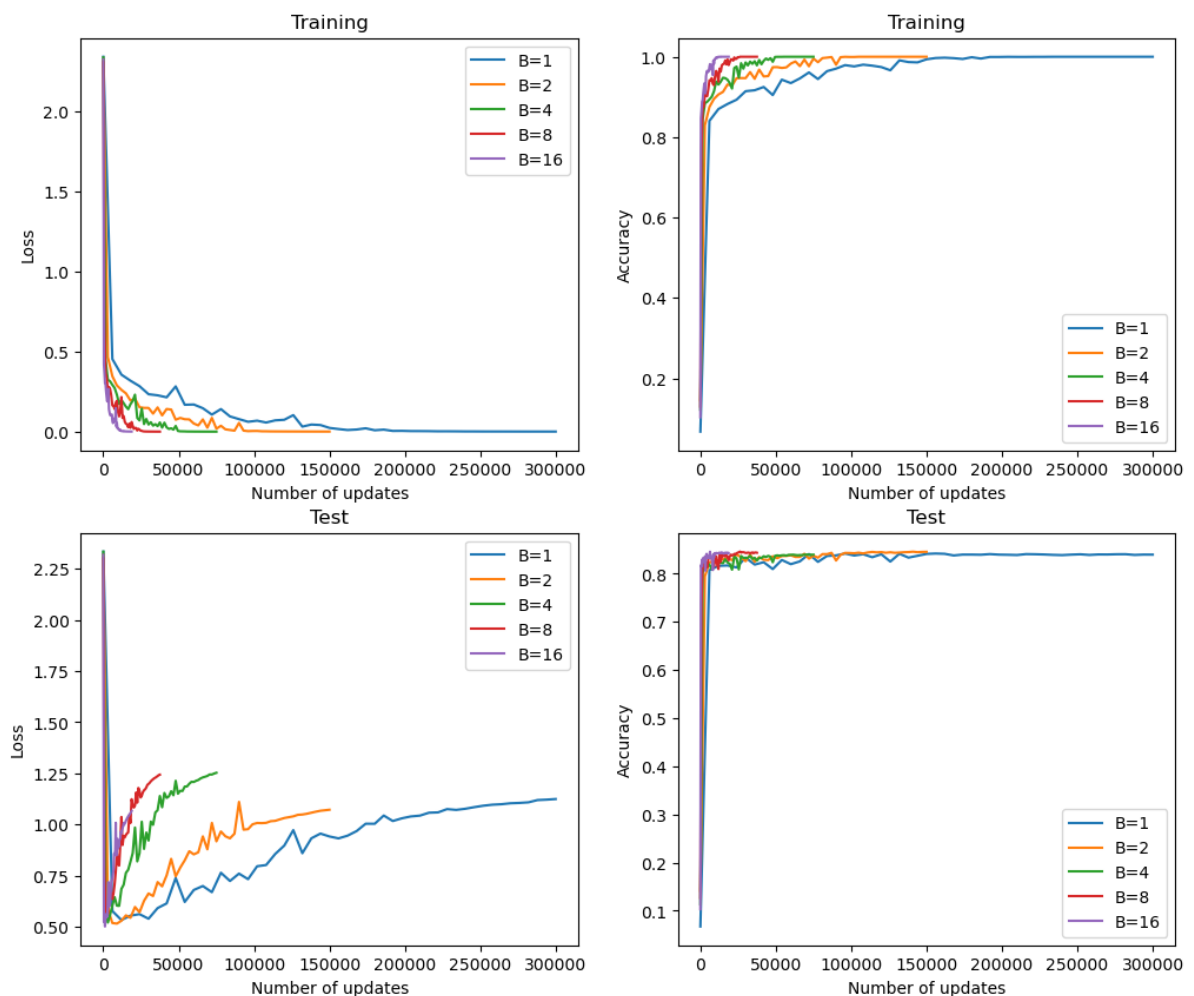 Training
Loss
2.0
1.5
1.0
0.5
0.0
B=1
B=2
B=4
B=8
B=16
0 50000 100000 150000 200000 250000 300000
Number of updates
Training
Accuracy
1.0
0.8
0.6
0.4
0.2
B=1
B=2
B=4
B=8
B=16
0 50000 100000 150000 200000 250000 300000
Number of updates
Test
Loss
2.25
2.00
1.75
1.50
1.25
1.00
0.75
0.50
B=1
B=2
B=4
B=8
B=16
0 50000 100000 150000 200000 250000 300000
Number of updates
Test
Accuracy
0.8
0.7
0.6
0.5
0.4
0.3
0.2
0.1
B=1
B=2
B=4
B=8
B=16
0 50000 100000 150000 200000 250000 300000
Number of updates